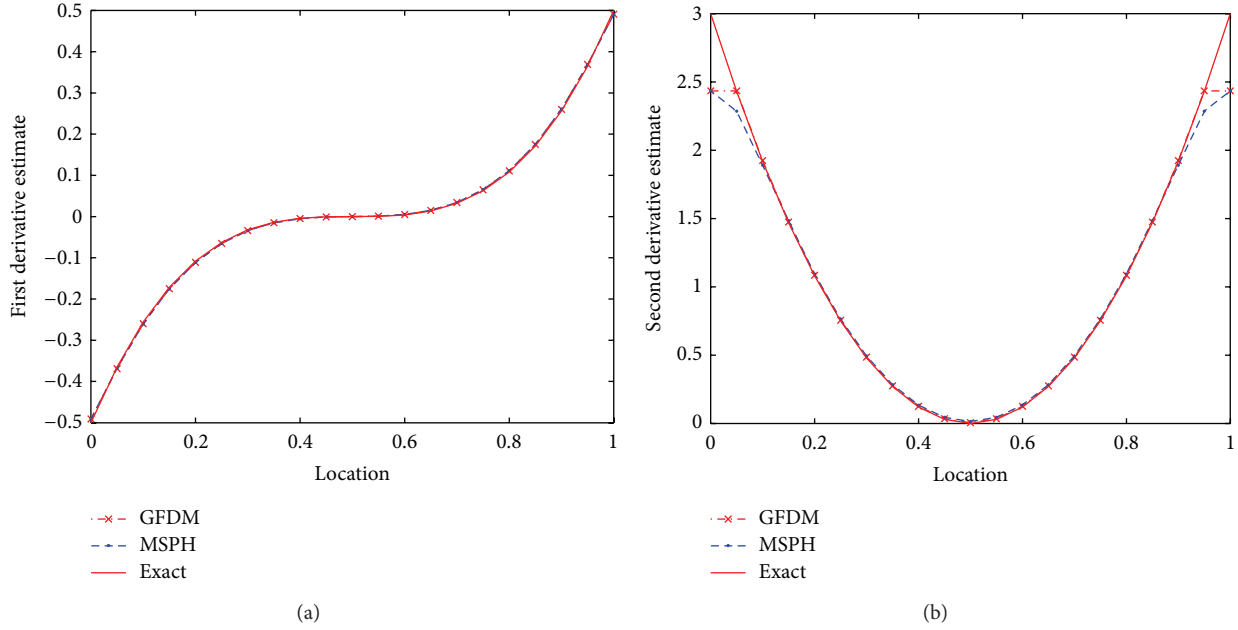 0.5
0.4
0.3
0.2
0.1
0
−0.1
−0.2
−0.3
−0.4
−0.5
First derivative estimate
0 0.2 0.4 0.6 0.8 1
Location
GFDM
MSPH
Exact
(a)
3
2.5
2
1.5
1
0.5
0
Second derivative estimate
0 0.2 0.4 0.6 0.8 1
Location
GFDM
MSPH
Exact
(b)